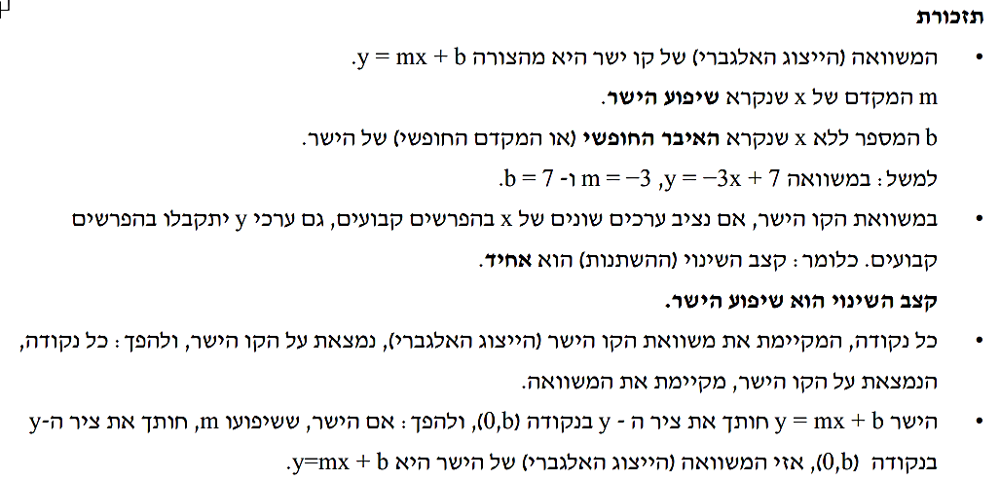 תזכורת
• המשוואה (הייצוג האלגברי) של קו ישר היא מהצורה y = mx + b.
m המקדם של x שנקרא שיפוע הישר.
b המספר ללא x שנקרא האיבר החופשי (או המקדם החופשי) של הישר.
למשל: במשוואה y = −3x + 7, m = −3 ו- b = 7.
• במשוואת הקו הישר, אם נציב ערכים שונים של x בהפרשים קבועים, גם ערכי y יתקבלו בהפרשים
קבועים. כלומר: קצב השינוי (ההשתנות) הוא אחיד.
קצב השינוי הוא שיפוע הישר.
• כל נקודה, המקיימת את משוואת הקו הישר (הייצוג האלגברי), נמצאת על הקו הישר, ולהפך: כל נקודה,
הנמצאת על הקו הישר, מקיימת את המשוואה.
• הישר y = mx + b חותך את ציר ה - y בנקודה (0,b), ולהפך: אם הישר, ששיפועו m, חותך את ציר ה-y
בנקודה (0,b), אזי המשוואה (הייצוג האלגברי) של הישר היא y=mx + b.